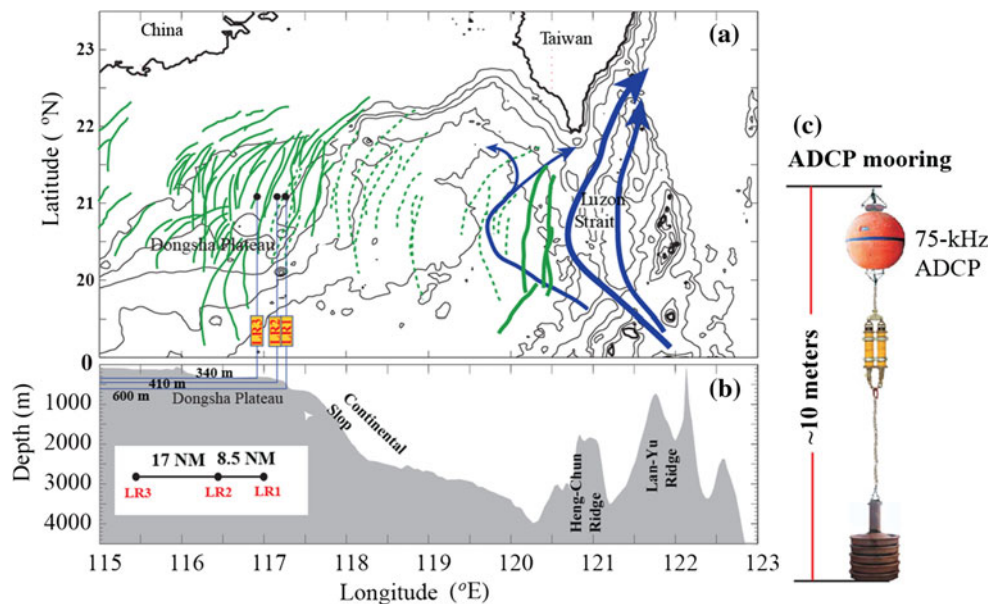 China
Taiwan
(a)
23
22
21
20
Latitude ( °N)
Luzon
Strait
Dongsha Plateau
LR3
LR2
LR1
(b)
0
1000
2000
3000
4000
Depth (m)
340 m
410 m
600 m
Dongsha Plateau
Continental
Slop
17 NM
8.5 NM
LR3
LR2
LR1
Heng-Chun
Ridge
Lan-Yu
Ridge
115
116
117
118
119
120
121
122
123
Longitude (°E)
(c)
ADCP mooring
75-kHz
ADCP
~10 meters